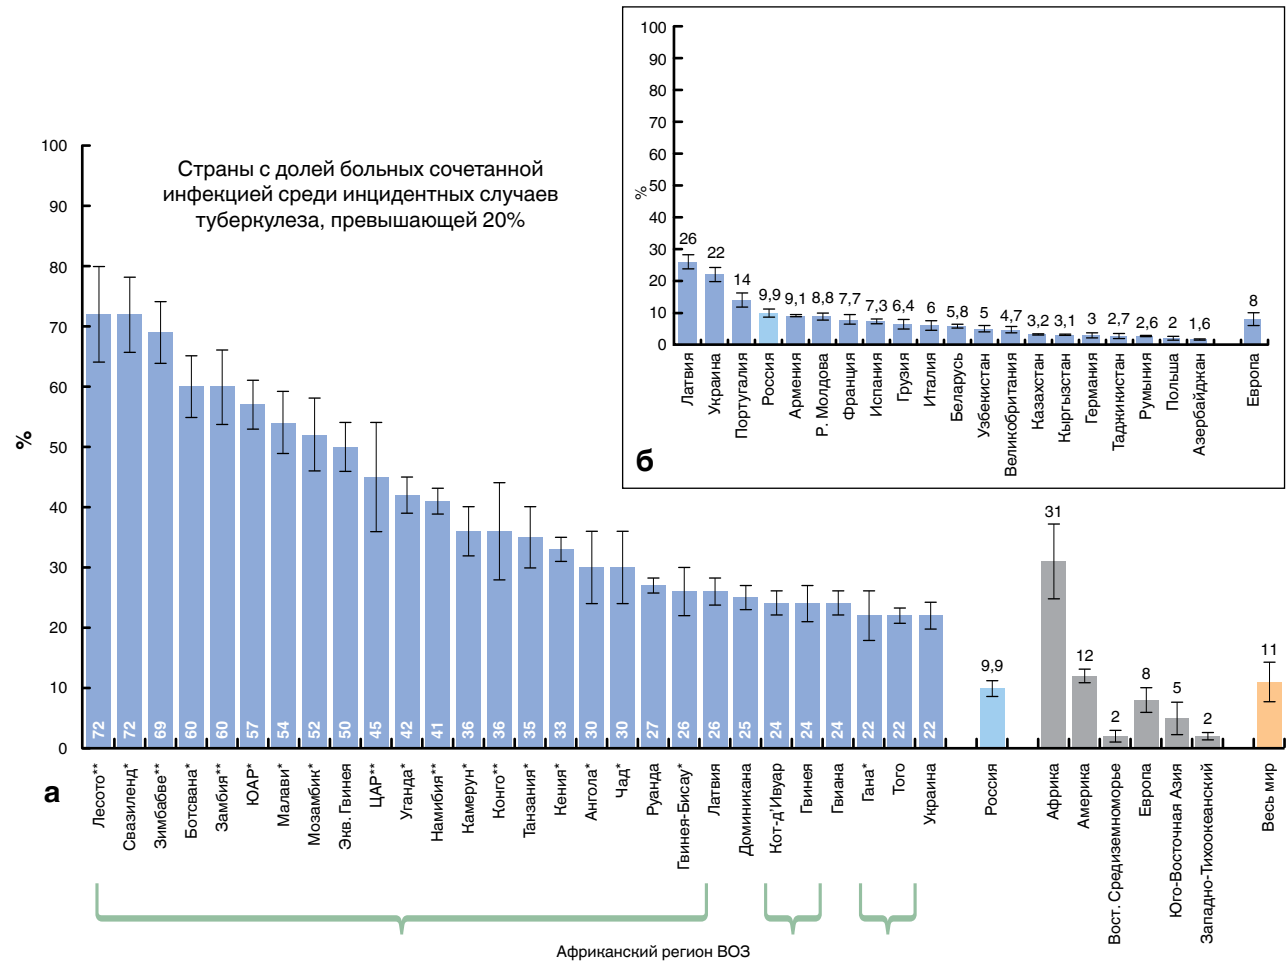 100
90
80
70
60
50
40
30
20
10
0
%
26
22
14
9,9
9,1
8,8
7,7
7,3
6,4
6
5,8
5
4,7
3,2
3,1
3
2,7
2,6
2
1,6
8
Латвия
Украина
Португалия
Россия
Армения
Р. Молдова
Франция
Испания
Грузия
Италия
Беларусь
Узбекистан
Великобритания
Казахстан
Кыргызстан
Германия
Таджикистан
Румыния
Польша
Азербайджан
Европа
б
Страны с долей больных сочетанной
инфекцией среди инцидентных случаев
туберкулеза, превышающей 20%
100
90
80
70
60
50
40
30
20
10
0
%
72
72
69
60
60
57
54
52
50
45
42
41
36
36
35
33
30
30
27
26
26
25
24
24
24
22
22
22
9,9
31
12
2
8
5
2
11
а
Лесото**
Свазиленд*
Зимбабве**
Ботсвана*
Замбия**
ЮАР*
Малави*
Мозамбик*
Экв. Гвинея
ЦАР**
Уганда*
Намибия**
Камерун*
Конго**
Танзания*
Кения*
Ангола*
Чад*
Руанда
Гвинея-Бисау*
Латвия
Доминикана
Кот-д'Ивуар
Гвинея
Гвиана
Гана*
Того
Украина
Россия
Африка
Америка
Вост. Средиземноморье
Европа
Юго-Восточная Азия
Западно-Тихоокеанский
Весь мир
Африканский регион ВОЗ